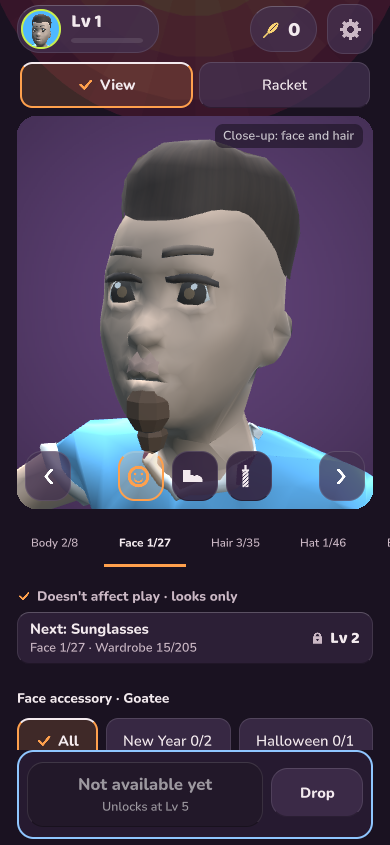 Lv 1
0
View
Racket
Close-up: face and hair
Body 2/8
Face 1/27
Hair 3/35
Hat 1/46
Doesn't affect play · looks only
Next: Sunglasses
Face 1/27 · Wardrobe 15/205
Lv 2
Face accessory · Goatee
All
New Year 0/2
Halloween 0/1
Not available yet
Unlocks at Lv 5
Drop